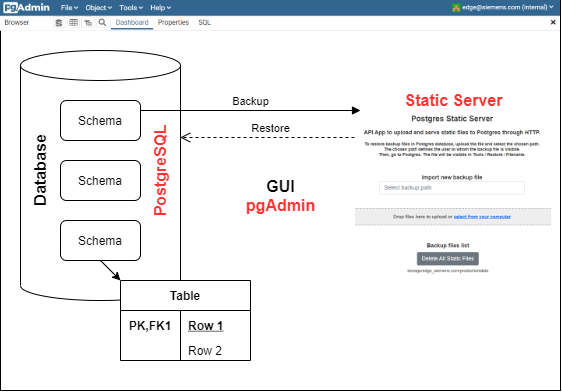 pgAdmin File Object Tools Help edge@siemens.com (internal)
Browser Dashboard Properties SQL
Database
Schema
Schema
Schema
PostgreSQL
Backup
Restore
GUI
pgAdmin
Table
PK,FK1 Row 1
Row 2
Static Server
Postgres Static Server
API App to upload and serve static files to Postgres through HTTP.
To restore backup files in Postgres database, upload the file and select the chosen path.
The chosen path defines the user to whom the backup file is visible.
Then, go to Postgres. The file will be visible in Tools / Restore / Filename.
Import new backup file
Select backup path
Drop files here to upload or select from your computer
Backup files list
Delete All Static Files